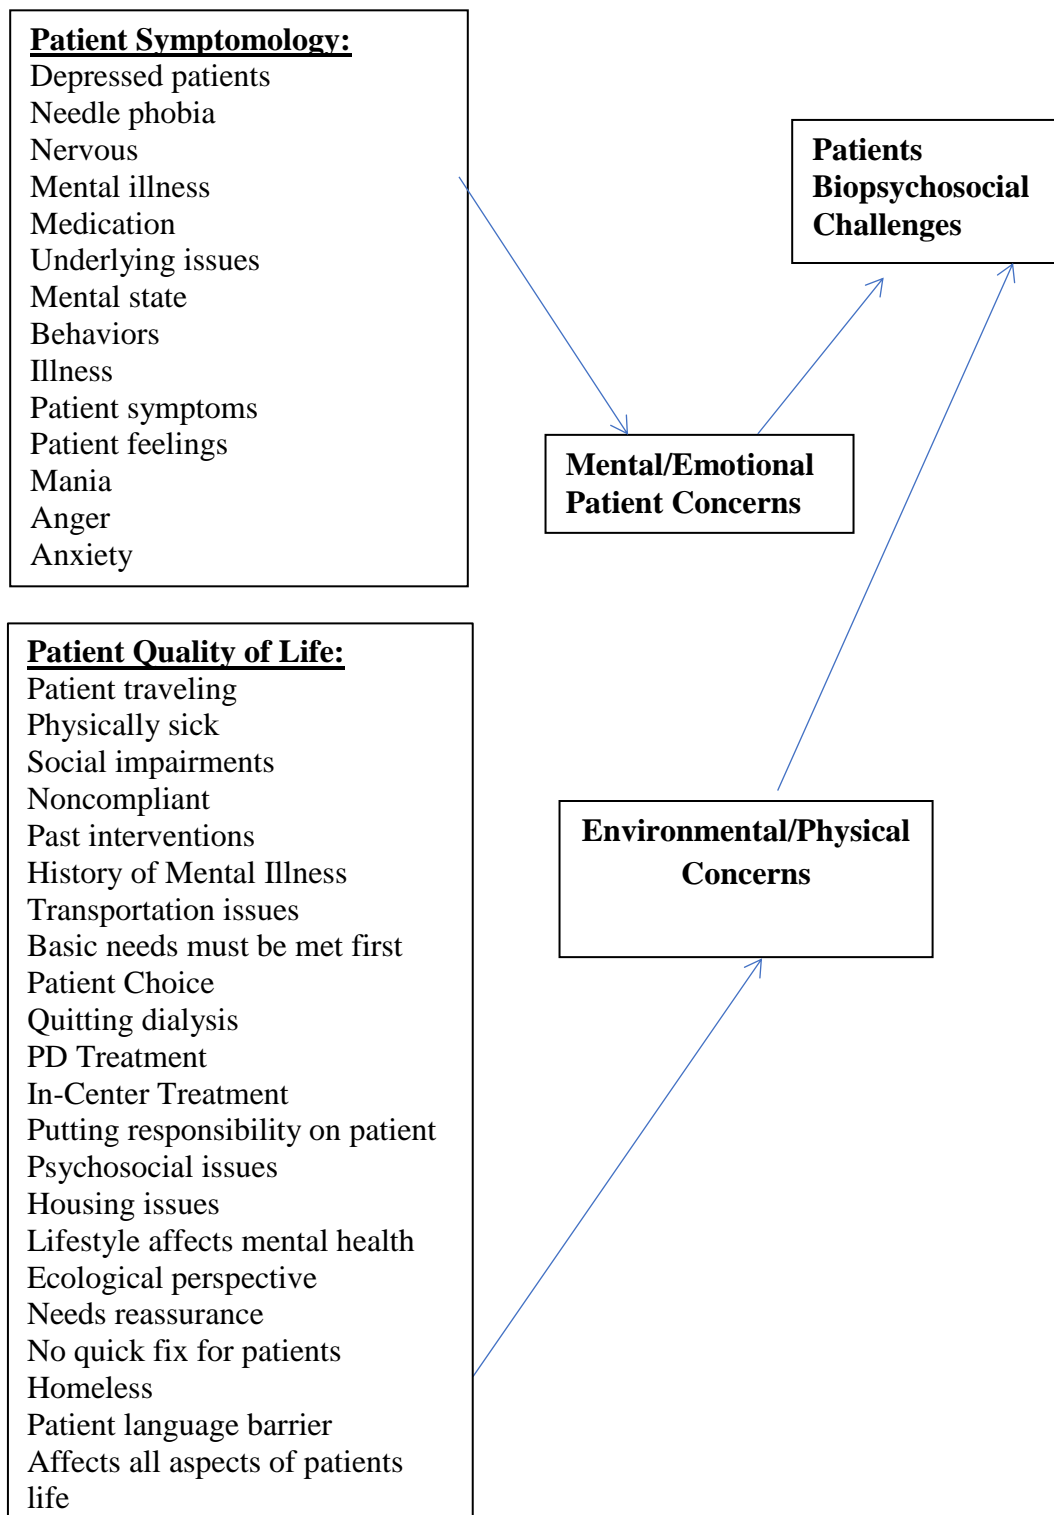 Patient Symptomology:
Depressed patients
Needle phobia
Nervous
Mental illness
Medication
Underlying issues
Mental state
Behaviors
Illness
Patient symptoms
Patient feelings
Mania
Anger
Anxiety
Patients
Biopsychosocial
Challenges
Mental/Emotional
Patient Concerns
Patient Quality of Life:
Patient traveling
Physically sick
Social impairments
Noncompliant
Past interventions
History of Mental Illness
Transportation issues
Basic needs must be met first
Patient Choice
Quitting dialysis
PD Treatment
In-Center Treatment
Putting responsibility on patient
Psychosocial issues
Housing issues
Lifestyle affects mental health
Ecological perspective
Needs reassurance
No quick fix for patients
Homeless
Patient language barrier
Affects all aspects of patients
life
Environmental/Physical
Concerns